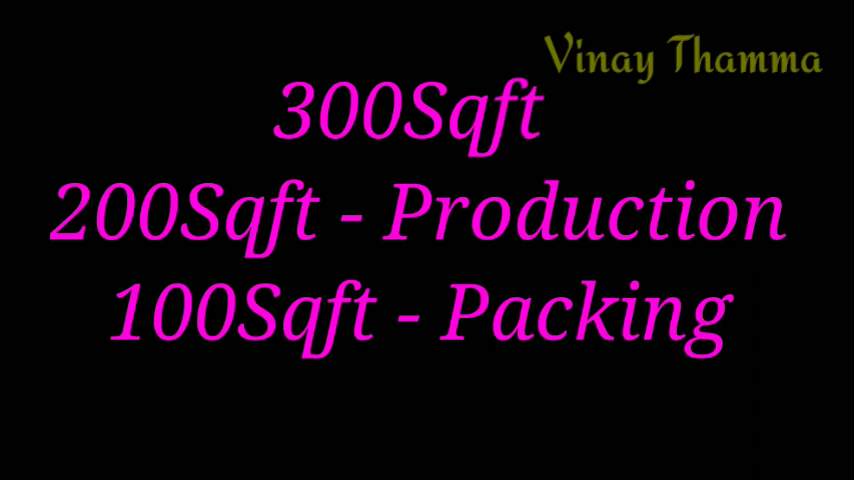 Vinay Thamma
300Sqft
200Sqft - Production
100Sqft - Packing